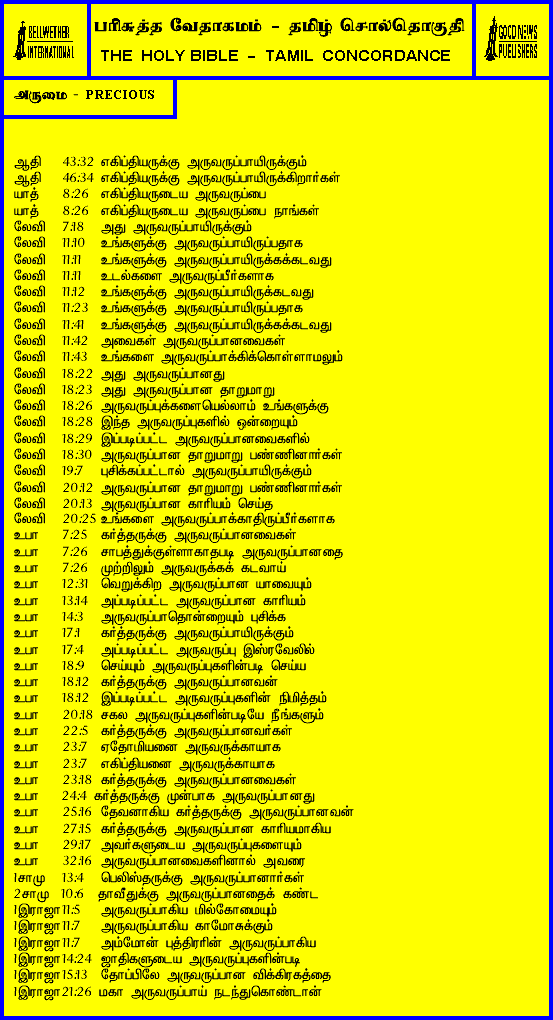 BELLWETHER
INTERNATIONAL
பரிசுத்த வேதாகமம் - தமிழ் சொல்தொகுதி
THE HOLY BIBLE - TAMIL CONCORDANCE
GOOD NEWS
PUBLISHERS
அருமை - PRECIOUS
ஆதி 43:32 எகிப்தியருக்கு அருவருப்பாயிருக்கும்
ஆதி 46:34 எகிப்தியருக்கு அருவருப்பாயிருக்கிறார்கள்
யாத் 8:26 எகிப்தியருடைய அருவருப்பை
யாத் 8:26 எகிப்தியருடைய அருவருப்பை நாங்கள்
லேவி 7:18 அது அருவருப்பாயிருக்கும்
லேவி 11:10 உங்களுக்கு அருவருப்பாயிருப்பதாக
லேவி 11:11 உங்களுக்கு அருவருப்பாயிருக்கக்கடவது
லேவி 11:11 உடல்களை அருவருப்பீர்களாக
லேவி 11:12 உங்களுக்கு அருவருப்பாயிருக்கடவது
லேவி 11:23 உங்களுக்கு அருவருப்பாயிருப்பதாக
லேவி 11:41 உங்களுக்கு அருவருப்பாயிருக்கக்கடவது
லேவி 11:42 அவைகள் அருவருப்பானவைகள்
லேவி 11:43 உங்களை அருவருப்பாக்கிக்கொள்ளாமலும்
லேவி 18:22 அது அருவருப்பானது
லேவி 18:23 அது அருவருப்பான தாறுமாறு
லேவி 18:26 அருவருப்புக்களையெல்லாம் உங்களுக்கு
லேவி 18:28 இந்த அருவருப்புகளில் ஒன்றையும்
லேவி 18:29 இப்படிப்பட்ட அருவருப்பானவைகளில்
லேவி 18:30 அருவருப்பான தாறுமாறு பண்ணினார்கள்
லேவி 19:7 புசிக்கப்பட்டால் அருவருப்பாயிருக்கும்
லேவி 20:12 அருவருப்பான தாறுமாறு பண்ணினார்கள்
லேவி 20:13 அருவருப்பான காரியம் செய்த
லேவி 20:25 உங்களை அருவருப்பாக்காதிருப்பீர்களாக
உபா 7:25 கர்த்தருக்கு அருவருப்பானவைகள்
உபா 7:26 சாபத்துக்குள்ளாகாதபடி அருவருப்பானதை
உபா 7:26 முற்றிலும் அருவருக்கக் கடவாய்
உபா 12:31 வெறுக்கிற அருவருப்பான யாவையும்
உபா 13:14 அப்படிப்பட்ட அருவருப்பான காரியம்
உபா 14:3 அருவருப்பாதொன்றையும் புசிக்க
உபா 17:1 கர்த்தருக்கு அருவருப்பாயிருக்கும்
உபா 17:4 அப்படிப்பட்ட அருவருப்பு இஸ்ரவேலில்
உபா 18:9 செய்யும் அருவருப்புகளின்படி செய்ய
உபா 18:12 கர்த்தருக்கு அருவருப்பானவன்
உபா 18:12 இப்படிப்பட்ட அருவருப்புகளின் நிமித்தம்
உபா 20:18 சகல அருவருப்புகளின்படியே நீங்களும்
உபா 22:5 கர்த்தருக்கு அருவருப்பானவர்கள்
உபா 23:7 ஏதோமியனை அருவருக்காயாக
உபா 23:7 எகிப்தியனை அருவருக்காயாக
உபா 23:18 கர்த்தருக்கு அருவருப்பானவைகள்
உபா 24:4 கர்த்தருக்கு முன்பாக அருவருப்பானது
உபா 25:16 தேவனாகிய கர்த்தருக்கு அருவருப்பானவன்
உபா 27:15 கர்த்தருக்கு அருவருப்பான காரியமாகிய
உபா 29:17 அவர்களுடைய அருவருப்புகளையும்
உபா 32:16 அருவருப்பானவைகளினால் அவரை
1சாமு 13:4 பெலிஸ்தருக்கு அருவருப்பானார்கள்
2சாமு 10:6 தாவீதுக்கு அருவருப்பானதைக் கண்ட
1இராஜா 11:5 அருவருப்பாகிய மில்கோமையும்
1இராஜா 11:7 அருவருப்பாகிய காமோசுக்கும்
1இராஜா 11:7 அம்மோன் புத்திரரின் அருவருப்பாகிய
1இராஜா 14:24 ஜாதிகளுடைய அருவருப்புகளின்படி
1இராஜா 15:13 தோப்பிலே அருவருப்பான விக்கிரகத்தை
1இராஜா 21:26 மகா அருவருப்பாய் நடந்துகொண்டான்